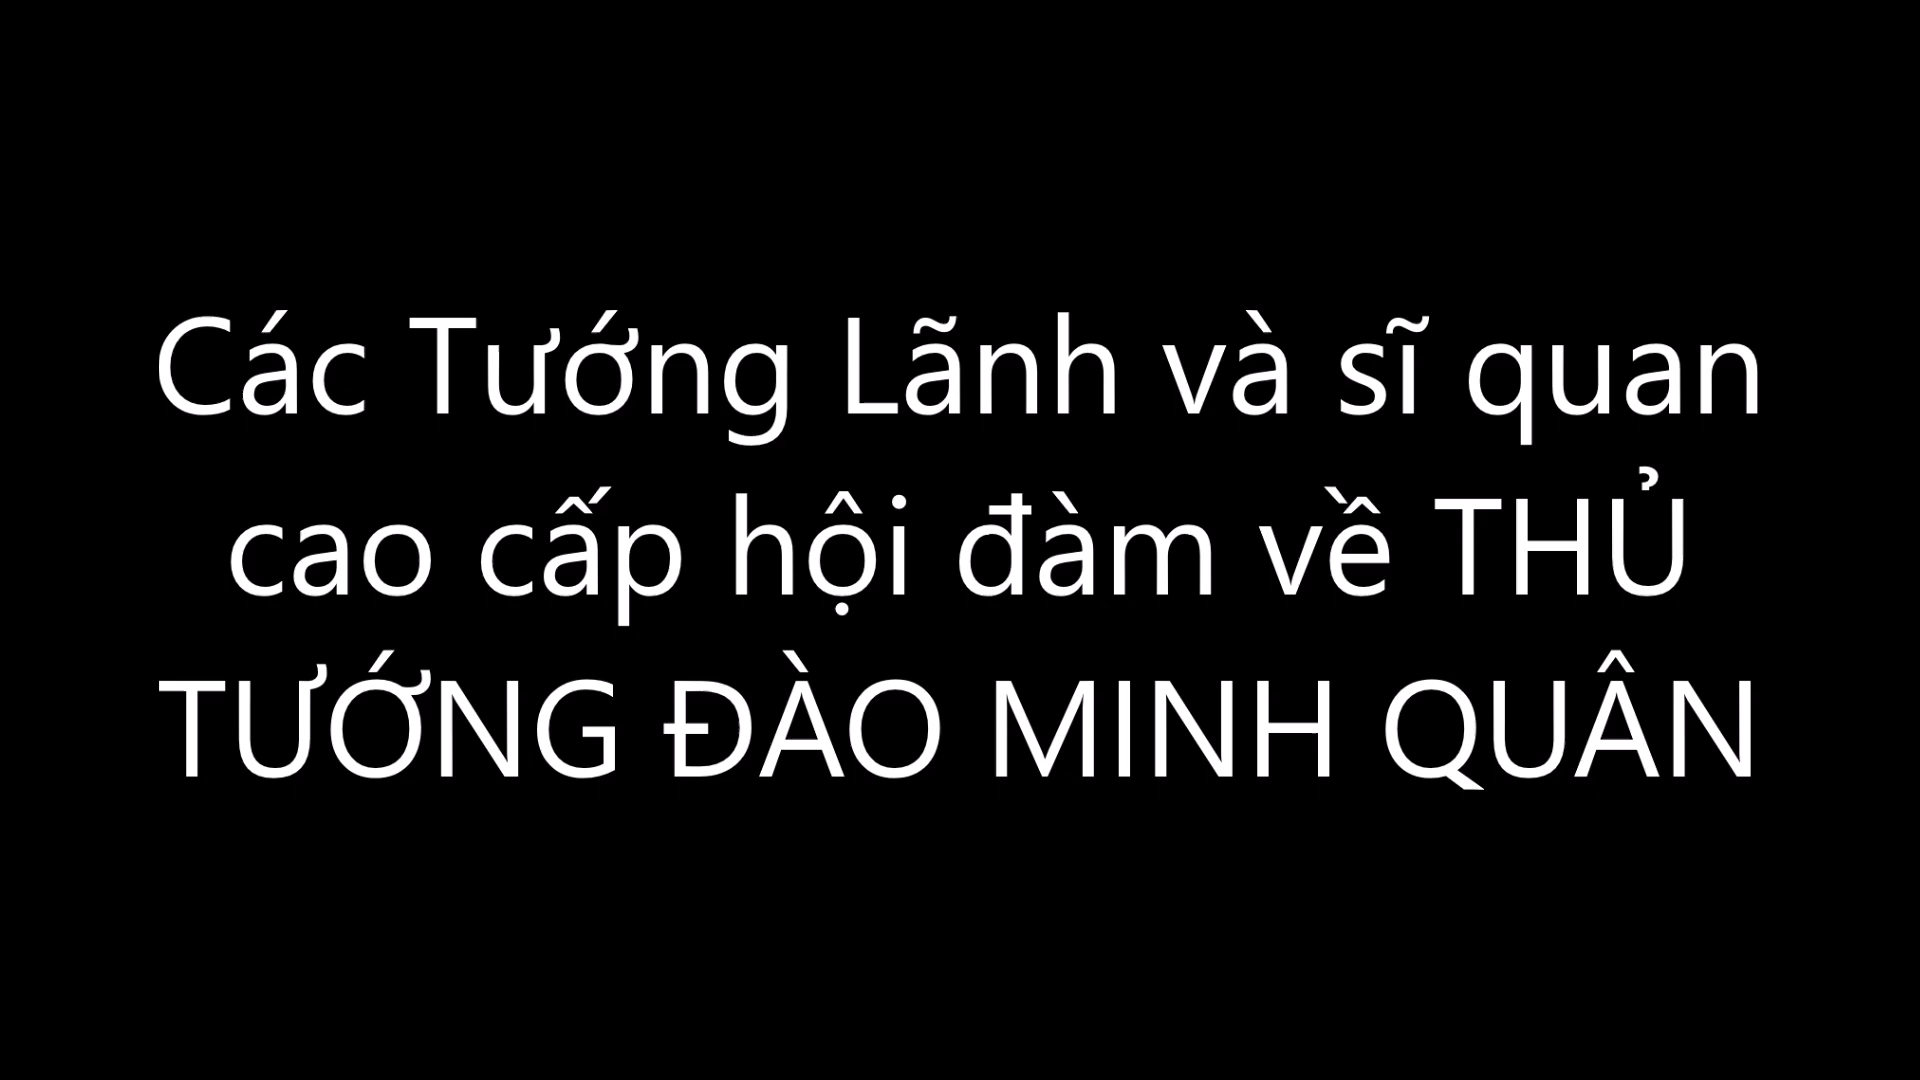 Các Tướng Lãnh và sĩ quan
cao cấp hội đàm về THỦ
TƯỚNG ĐÀO MINH QUÂN